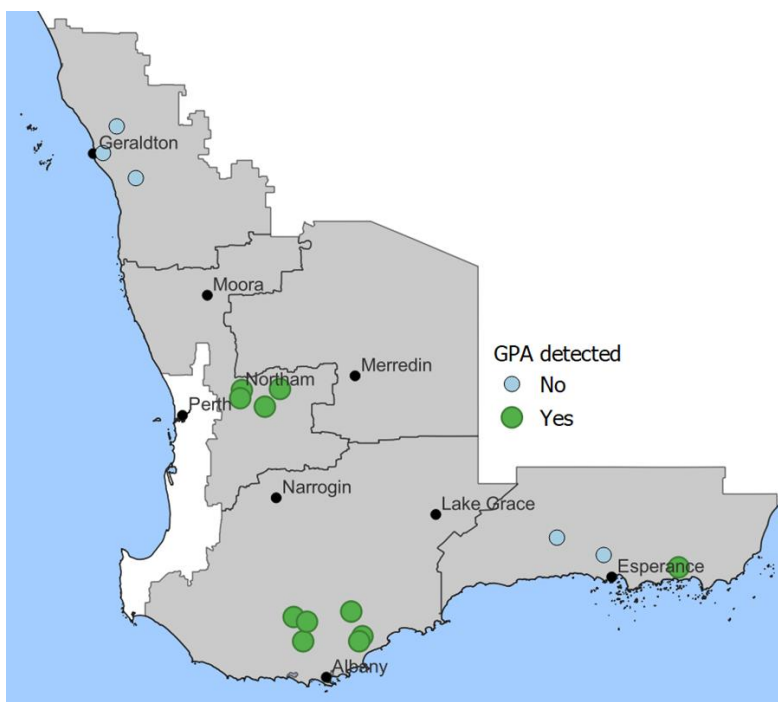 Geraldton
Moora
GPA detected
No
Yes
Merredin
Northam
Perth
Narrogin
Lake Grace
Esperance
Albany